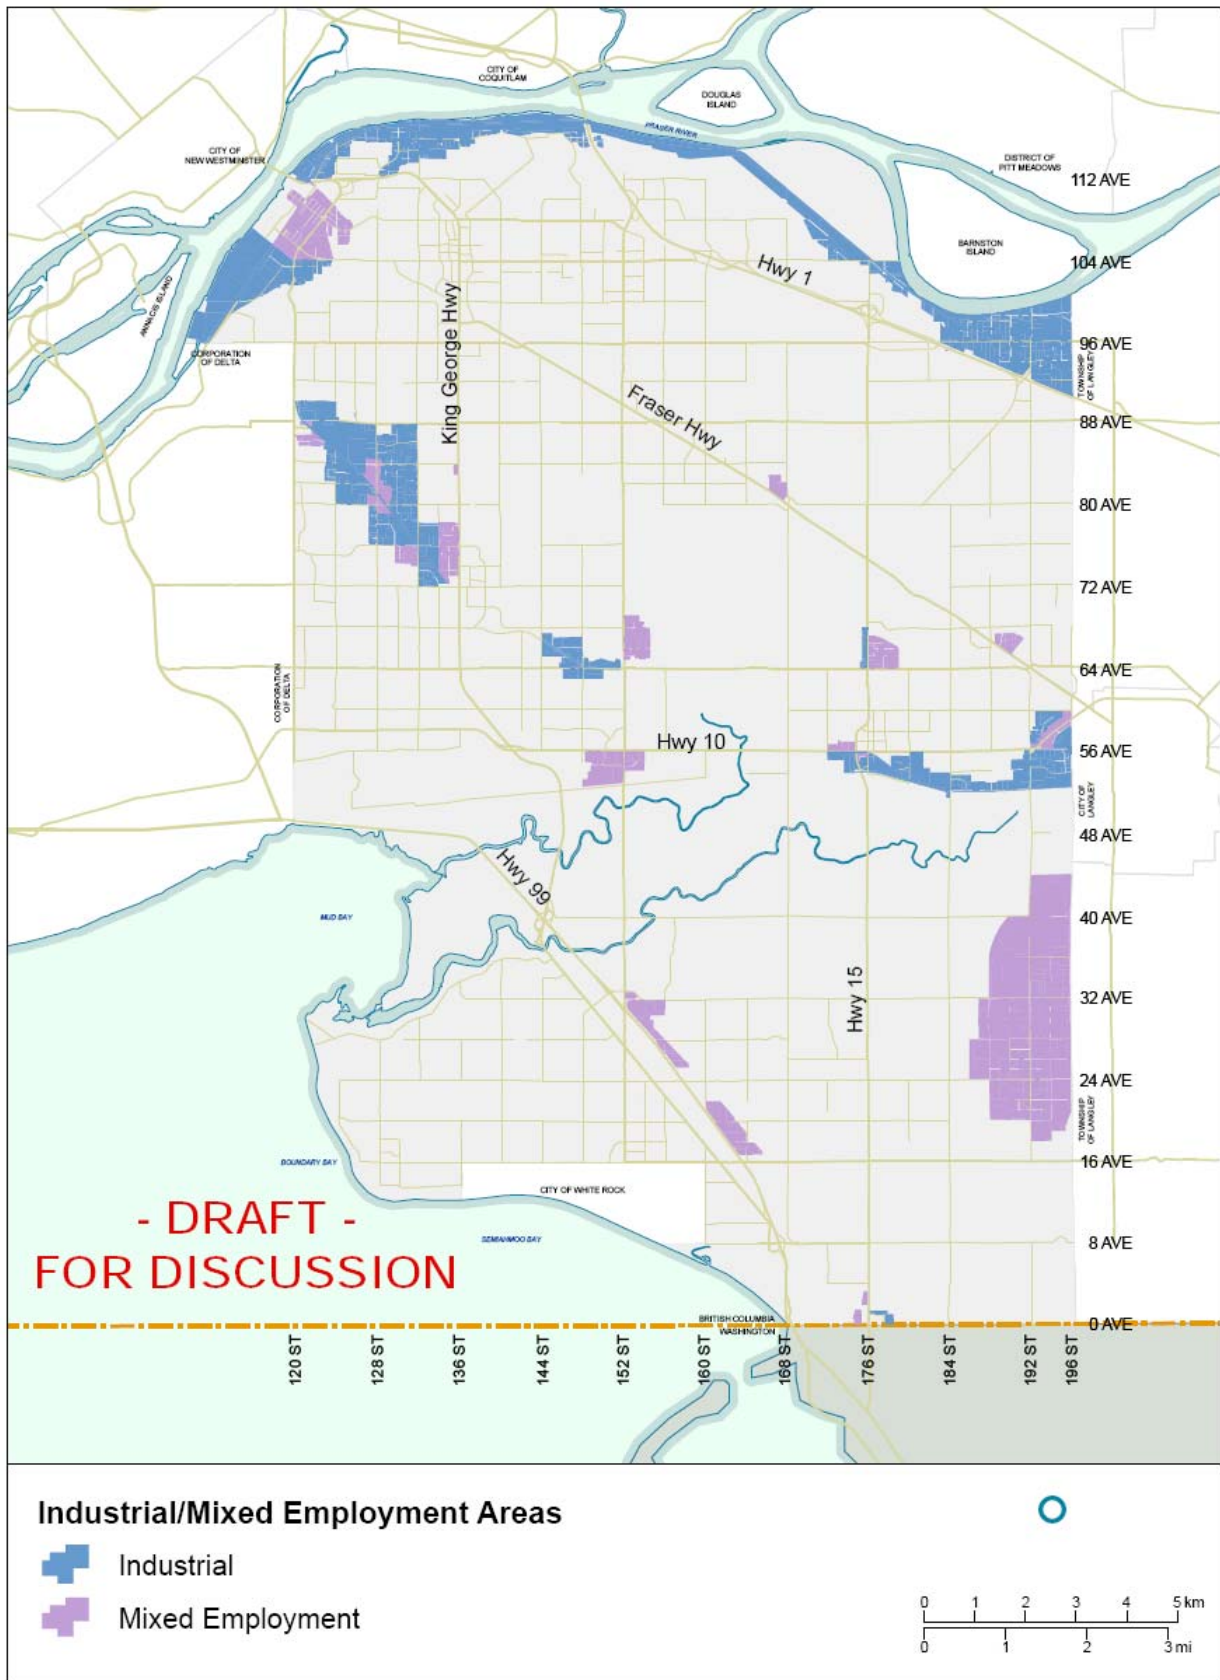 CITY OF
COQUITLAM
DOUGLAS
ISLAND
FRASER RIVER
CITY OF
NEW WESTMINSTER
DISTRICT OF
PITT MEADOWS
112 AVE
BARNSTON
ISLAND
Hwy 1
104 AVE
ANNACIS ISLAND
King George Hwy
CORPORATION
OF DELTA
96 AVE
TOWNSHIP
OF LANGLEY
Fraser Hwy
88 AVE
80 AVE
72 AVE
CORPORATION
OF DELTA
64 AVE
Hwy 10
56 AVE
CITY OF
LANGLEY
48 AVE
Hwy 99
MUD BAY
40 AVE
Hwy 15
32 AVE
24 AVE
TOWNSHIP
OF LANGLEY
BOUNDARY BAY
16 AVE
CITY OF WHITE ROCK
- DRAFT -
FOR DISCUSSION
SEMIAHMOO BAY
8 AVE
BRITISH COLUMBIA
WASHINGTON
0 AVE
120 ST
128 ST
136 ST
144 ST
152 ST
160 ST
168 ST
176 ST
184 ST
192 ST
196 ST
Industrial/Mixed Employment Areas
Industrial
Mixed Employment
0 1 2 3 4 5 km
0 1 2 3 mi